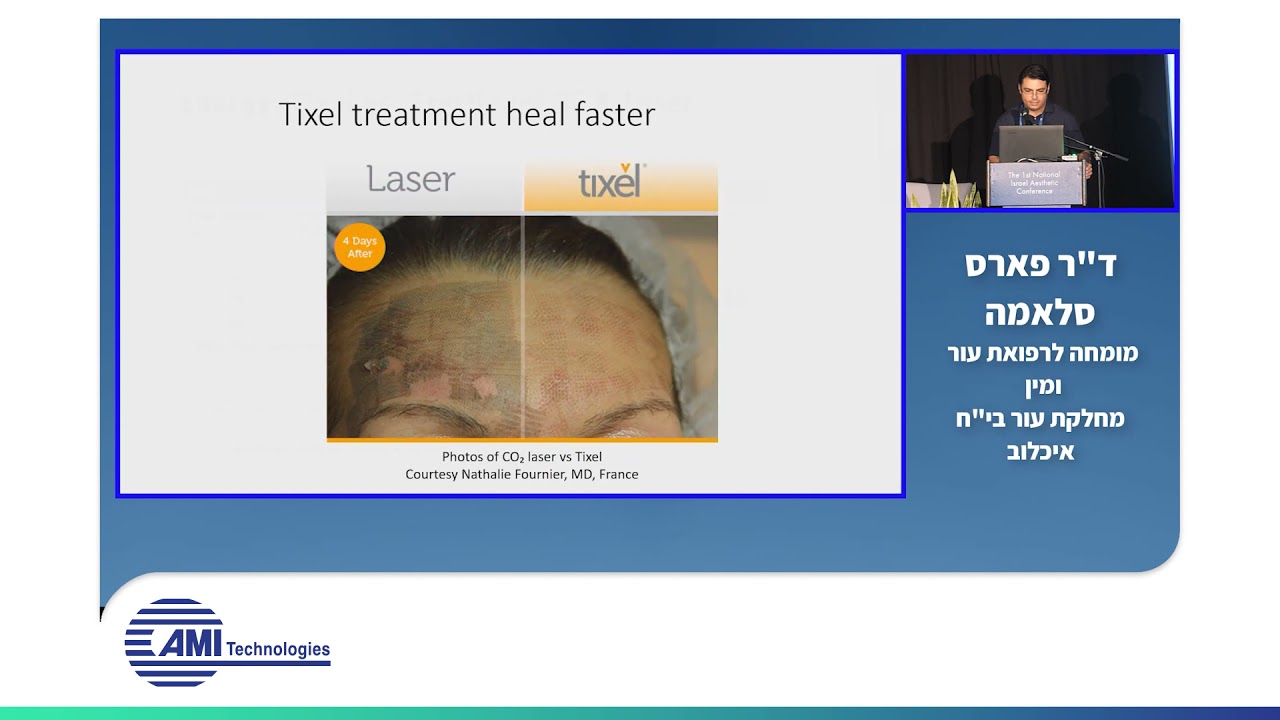 Tixel treatment heal faster
Laser
tixel®
4 Days
After
Photos of CO₂ laser vs Tixel
Courtesy Nathalie Fournier, MD, France
The 1st National
Israel Aesthetic
Conference
ד"ר פארס
סלאמה
מומחה לרפואת עור
ומין
מחלקת עור בי"ח
איכלוב
AMI Technologies